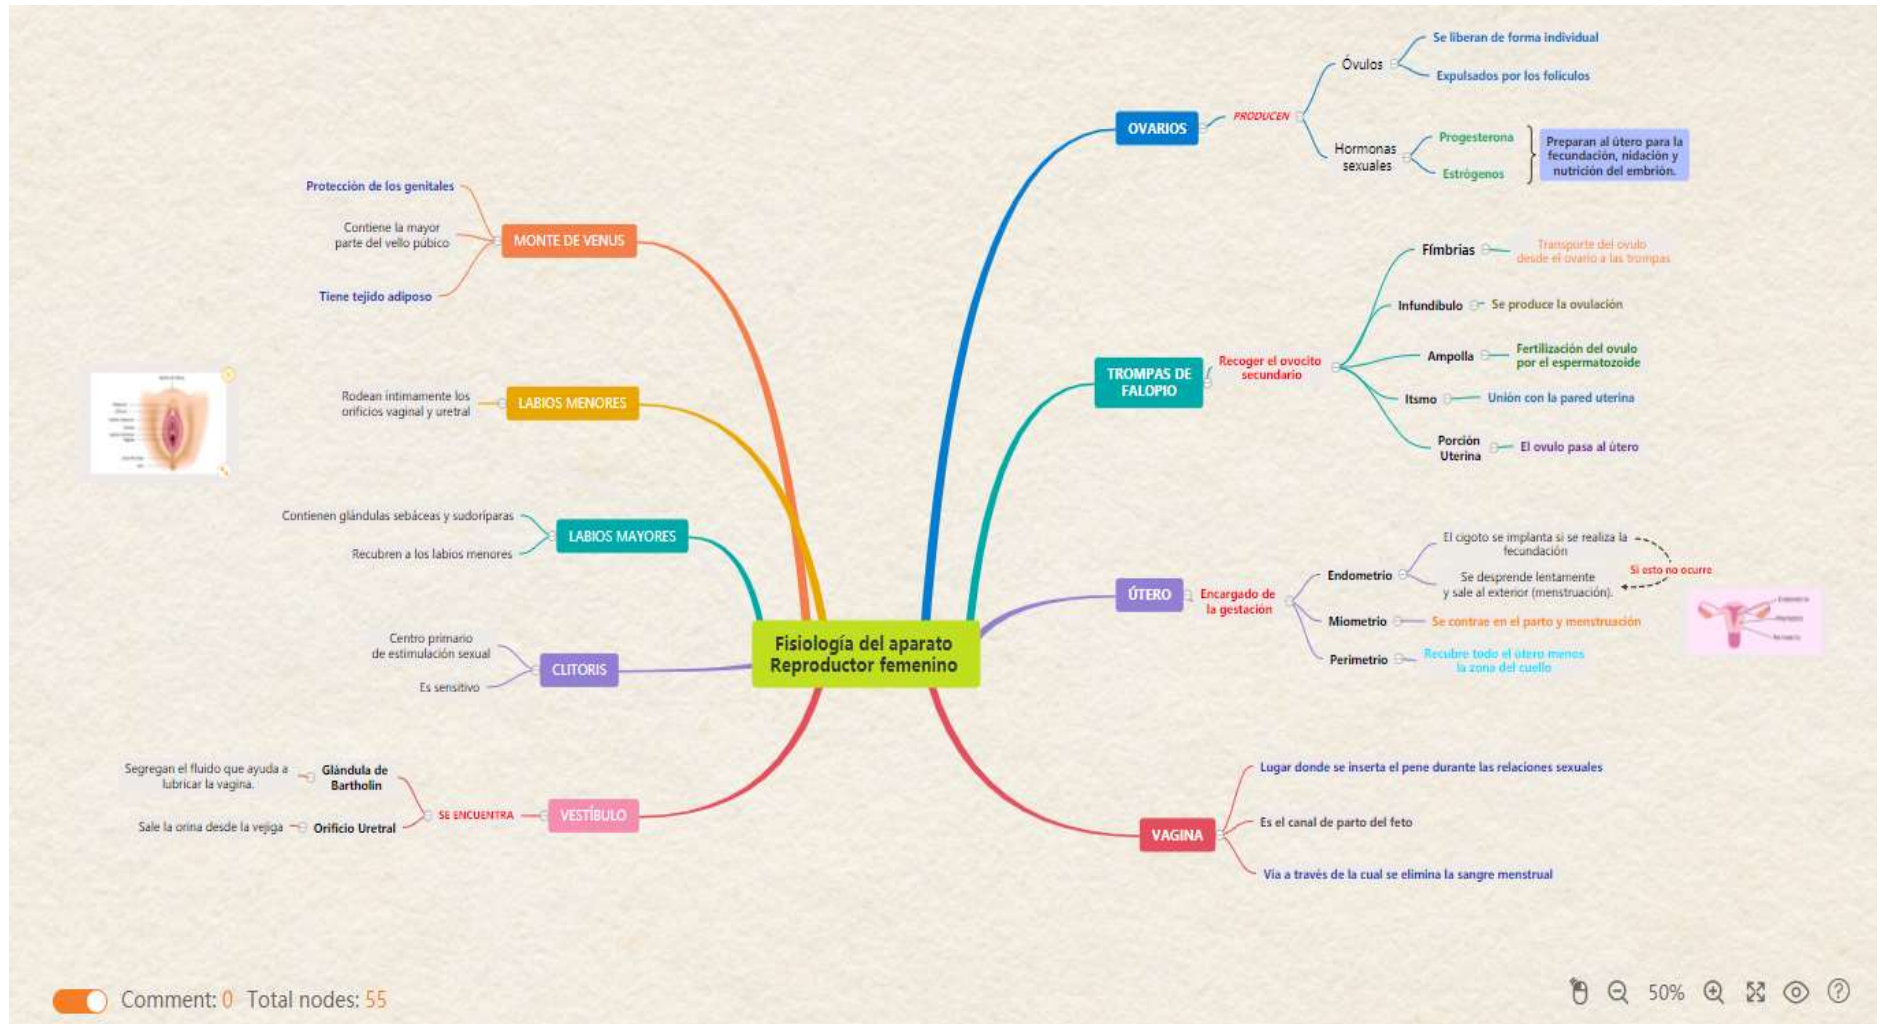 Fisiología del aparato
Reproductor femenino
MONTE DE VENUS
Protección de los genitales
Contiene la mayor
parte del vello púbico
Tiene tejido adiposo
LABIOS MENORES
Rodean intimamente los
orificios vaginal y uretral
LABIOS MAYORES
Contienen glándulas sebáceas y sudoríparas
Recubren a los labios menores
CLITORIS
Centro primario
de estimulación sexual
Es sensitivo
VESTÍBULO
SE ENCUENTRA
Glándula de
Bartholin
Segregan el fluido que ayuda a
lubricar la vagina.
Orificio Uretral
Sale la orina desde la vejiga
OVARIOS
PRODUCEN
Óvulos
Se liberan de forma individual
Expulsados por los folículos
Hormonas
sexuales
Progesterona
Estrógenos
Preparan al útero para la
fecundación, nidación y
nutrición del embrión.
TROMPAS DE
FALOPIO
Recoger el ovocito
secundario
Fímbrias
Transporte del ovulo
desde el ovario a las trompas
Infundíbulo
Se produce la ovulación
Ampolla
Fertilización del ovulo
por el espermatozoide
Itsmo
Unión con la pared uterina
Porción
Uterina
El ovulo pasa al útero
ÚTERO
Encargado de
la gestación
Endometrio
El cigoto se implanta si se realiza la
fecundación
Si esto no ocurre
Se desprende lentamente
y sale al exterior (menstruación).
Miometrio
Se contrae en el parto y menstruación
Perimetrio
Recubre todo el útero menos
la zona del cuello
VAGINA
Lugar donde se inserta el pene durante las relaciones sexuales
Es el canal de parto del feto
Vía a través de la cual se elimina la sangre menstrual
Comment: 0 Total nodes: 55
50%